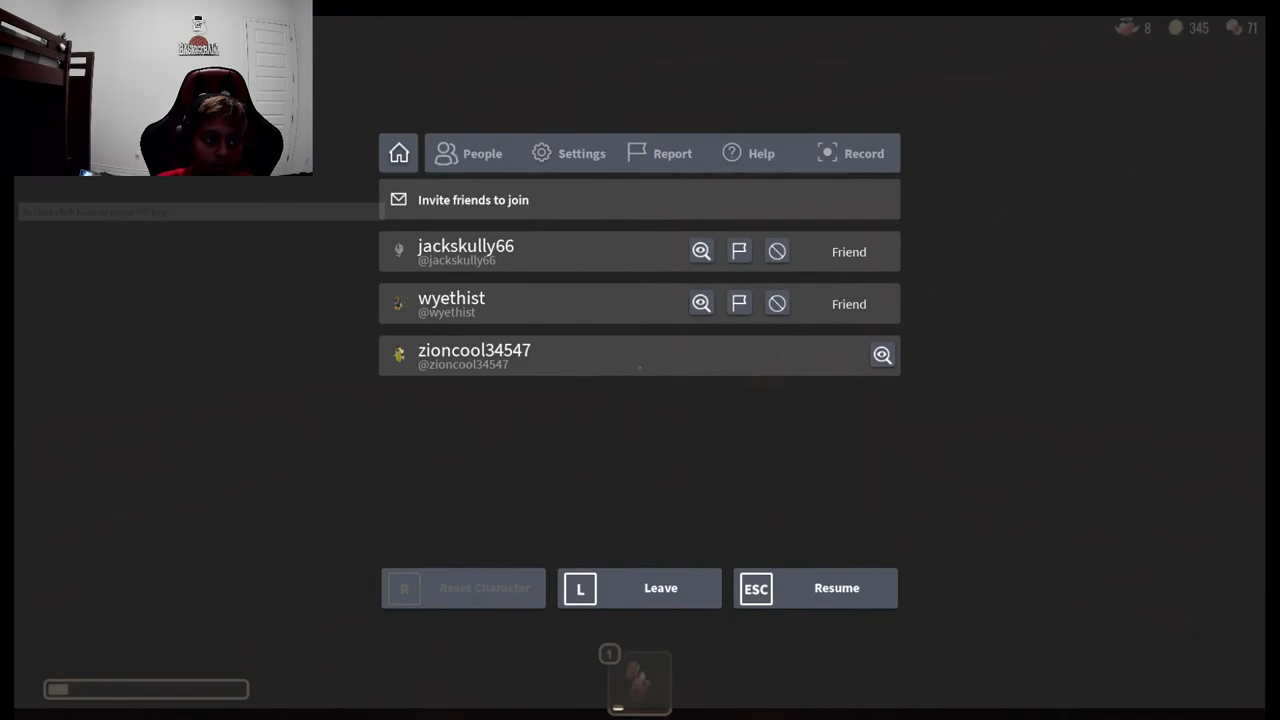 BASKETBALL
8 345 71
People Settings Report Help Record
Invite friends to join
jackskully66
@jackskully66
Friend
wyethist
@wyethist
Friend
zioncool34547
@zioncool34547
R Reset Character L Leave ESC Resume
1